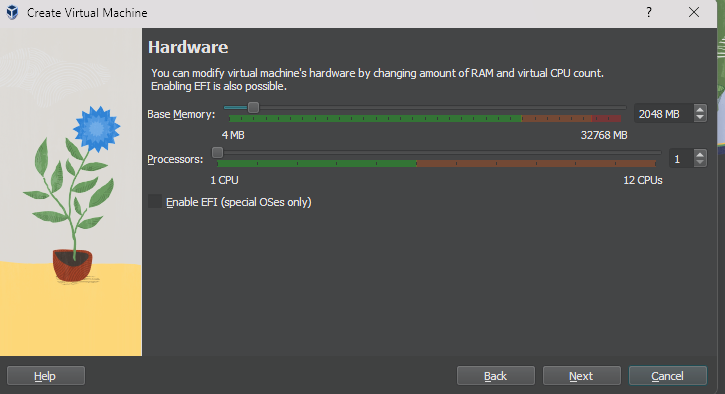 Create Virtual Machine
?
Hardware
You can modify virtual machine's hardware by changing amount of RAM and virtual CPU count.
Enabling EFI is also possible.
Base Memory:
2048 MB
4 MB
32768 MB
Processors:
1
1 CPU
12 CPUs
Enable EFI (special OSes only)
Help
Back
Next
Cancel